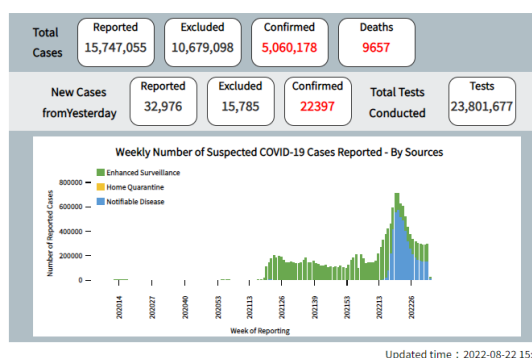 Total Cases
Reported
15,747,055
Excluded
10,679,098
Confirmed
5,060,178
Deaths
9657
New Cases
fromYesterday
Reported
32,976
Excluded
15,785
Confirmed
22397
Total Tests
Conducted
Tests
23,801,677
Weekly Number of Suspected COVID-19 Cases Reported - By Sources
Enhanced Surveillance
Home Quarantine
Notifiable Disease
Number of Reported Cases
800000
600000
400000
200000
0
202014
202027
202040
202053
202113
202126
202139
202153
202213
202226
Week of Reporting
Updated time : 2022-08-22 15